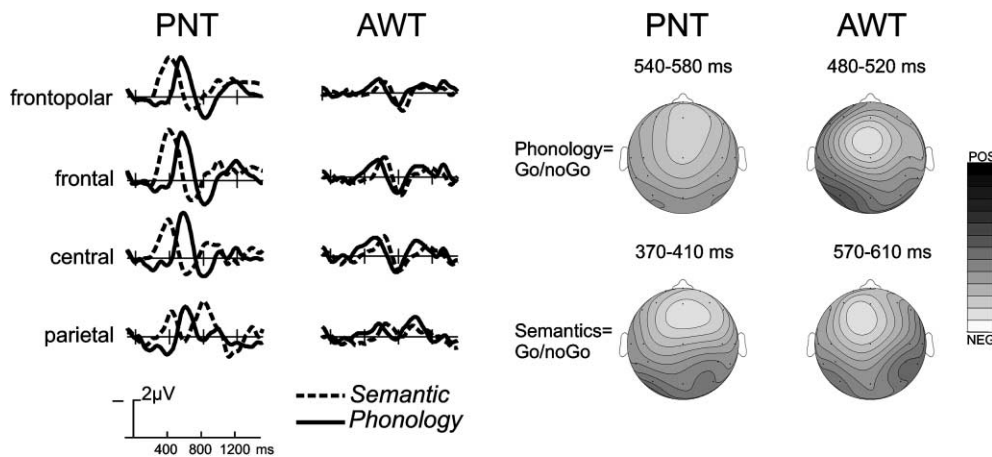 PNT AWT
frontopolar
frontal
central
parietal
2µV
400 800 1200 ms
Semantic
Phonology
PNT AWT
540-580 ms 480-520 ms
Phonology=
Go/noGo
370-410 ms 570-610 ms
Semantics=
Go/noGo
POS
NEG